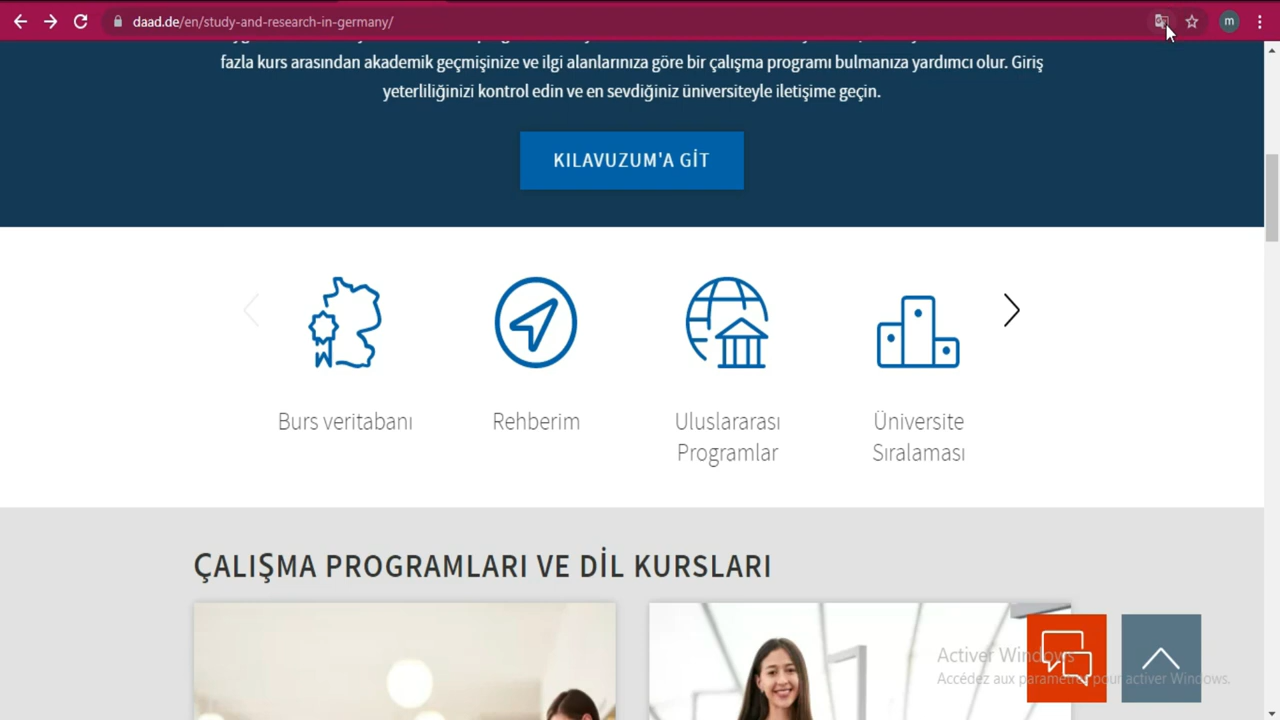 daad.de/en/study-and-research-in-germany/
m
fazla kurs arasından akademik geçmişinize ve ilgi alanlarınıza göre bir çalışma programı bulmanıza yardımcı olur. Giriş
yeterliliğinizi kontrol edin ve en sevdiğiniz üniversiteyle iletişime geçin.
KILAVUZUM'A GİT
Burs veritabanı
Rehberim
Uluslararası
Programlar
Üniversite
Sıralaması
ÇALIŞMA PROGRAMLARI VE DİL KURSLARI
Activer Windows
Accédez aux paramètres pour activer Windows.